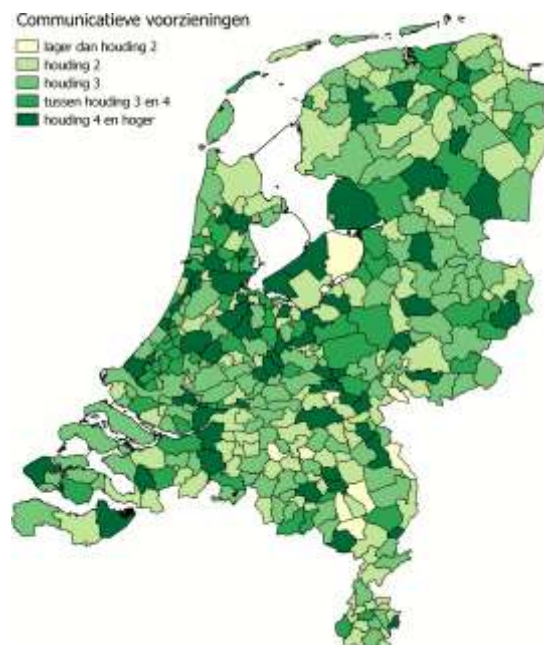 Communicatieve voorzieningen
lager dan houding 2
houding 2
houding 3
tussen houding 3 en 4
houding 4 en hoger